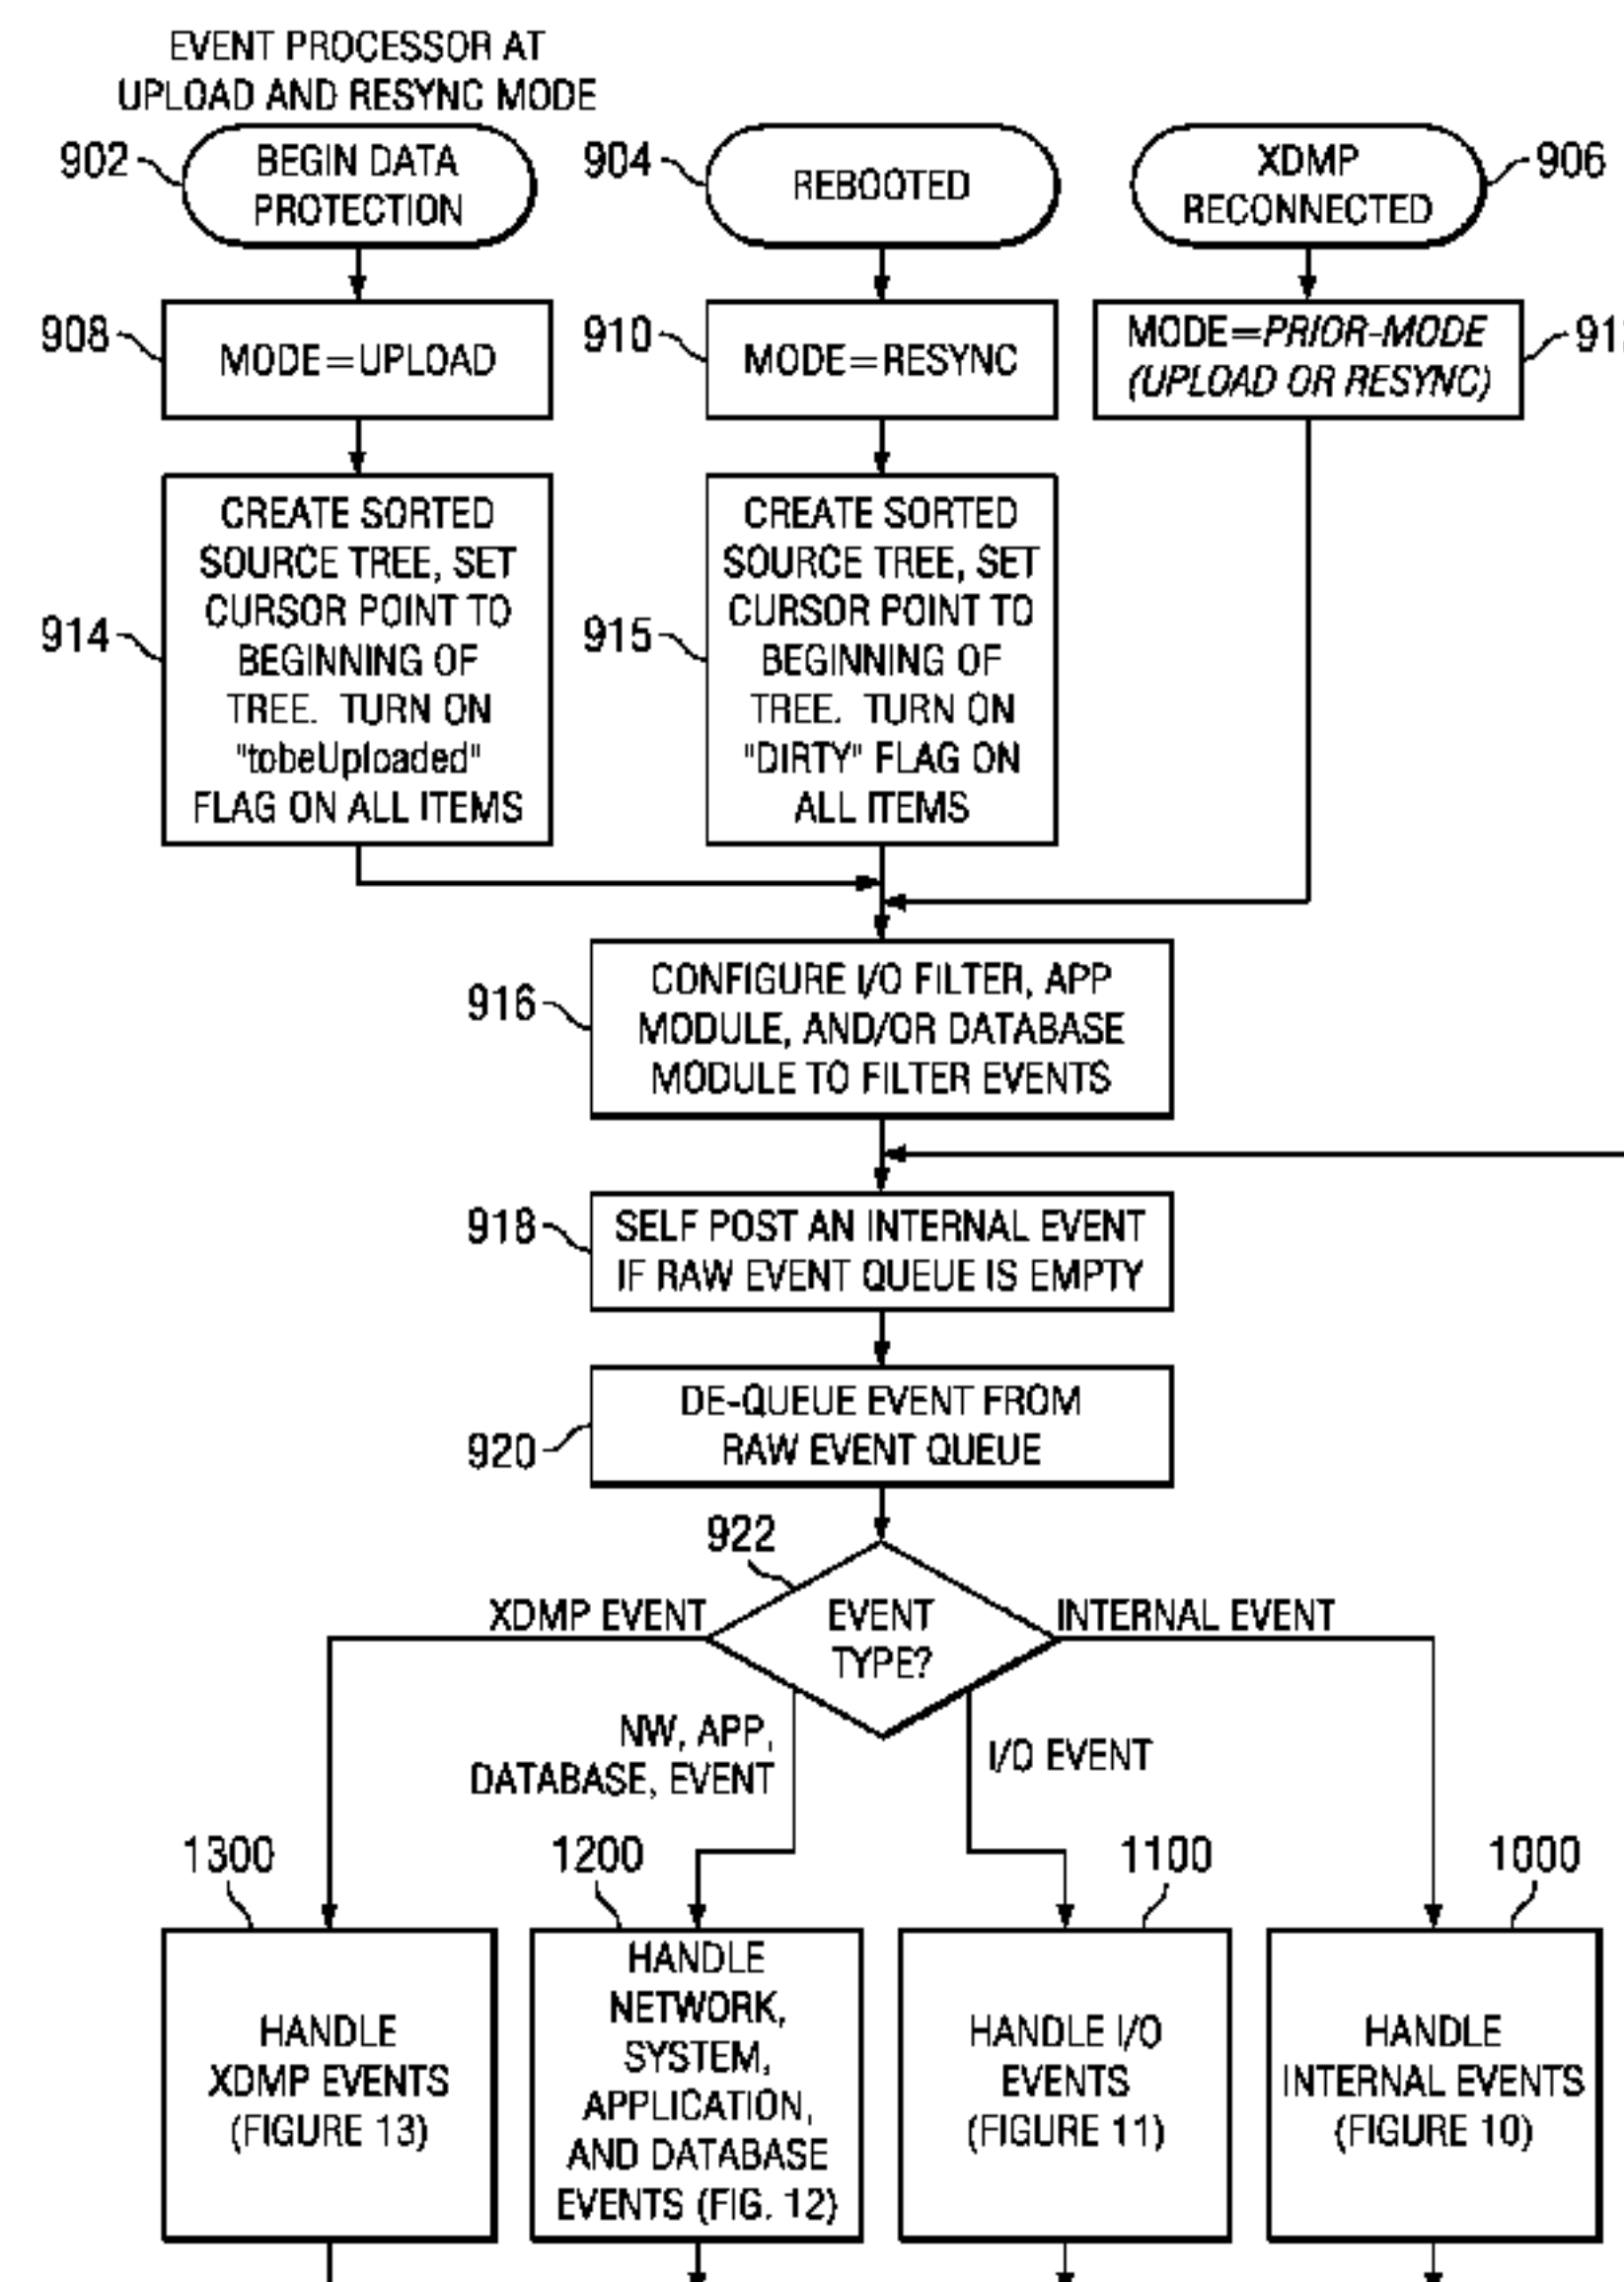 EVENT PROCESSOR AT
UPLOAD AND RESYNC MODE
902
BEGIN DATA
PROTECTION
904
REBOOTED
XDMP
RECONNECTED
906
908
MODE=UPLOAD
910
MODE=RESYNC
MODE=PRIOR-MODE
(UPLOAD OR RESYNC)
914
CREATE SORTED
SOURCE TREE, SET
CURSOR POINT TO
BEGINNING OF
TREE. TURN ON
"tobeUploaded"
FLAG ON ALL ITEMS
915
CREATE SORTED
SOURCE TREE, SET
CURSOR POINT TO
BEGINNING OF
TREE. TURN ON
"DIRTY" FLAG ON
ALL ITEMS
916
CONFIGURE I/O FILTER, APP
MODULE, AND/OR DATABASE
MODULE TO FILTER EVENTS
918
SELF POST AN INTERNAL EVENT
IF RAW EVENT QUEUE IS EMPTY
920
DE-QUEUE EVENT FROM
RAW EVENT QUEUE
922
EVENT
TYPE?
XDMP EVENT
INTERNAL EVENT
NW, APP,
DATABASE, EVENT
I/O EVENT
1300
HANDLE
XDMP EVENTS
(FIGURE 13)
1200
HANDLE
NETWORK,
SYSTEM,
APPLICATION,
AND DATABASE
EVENTS (FIG. 12)
1100
HANDLE I/O
EVENTS
(FIGURE 11)
1000
HANDLE
INTERNAL EVENTS
(FIGURE 10)